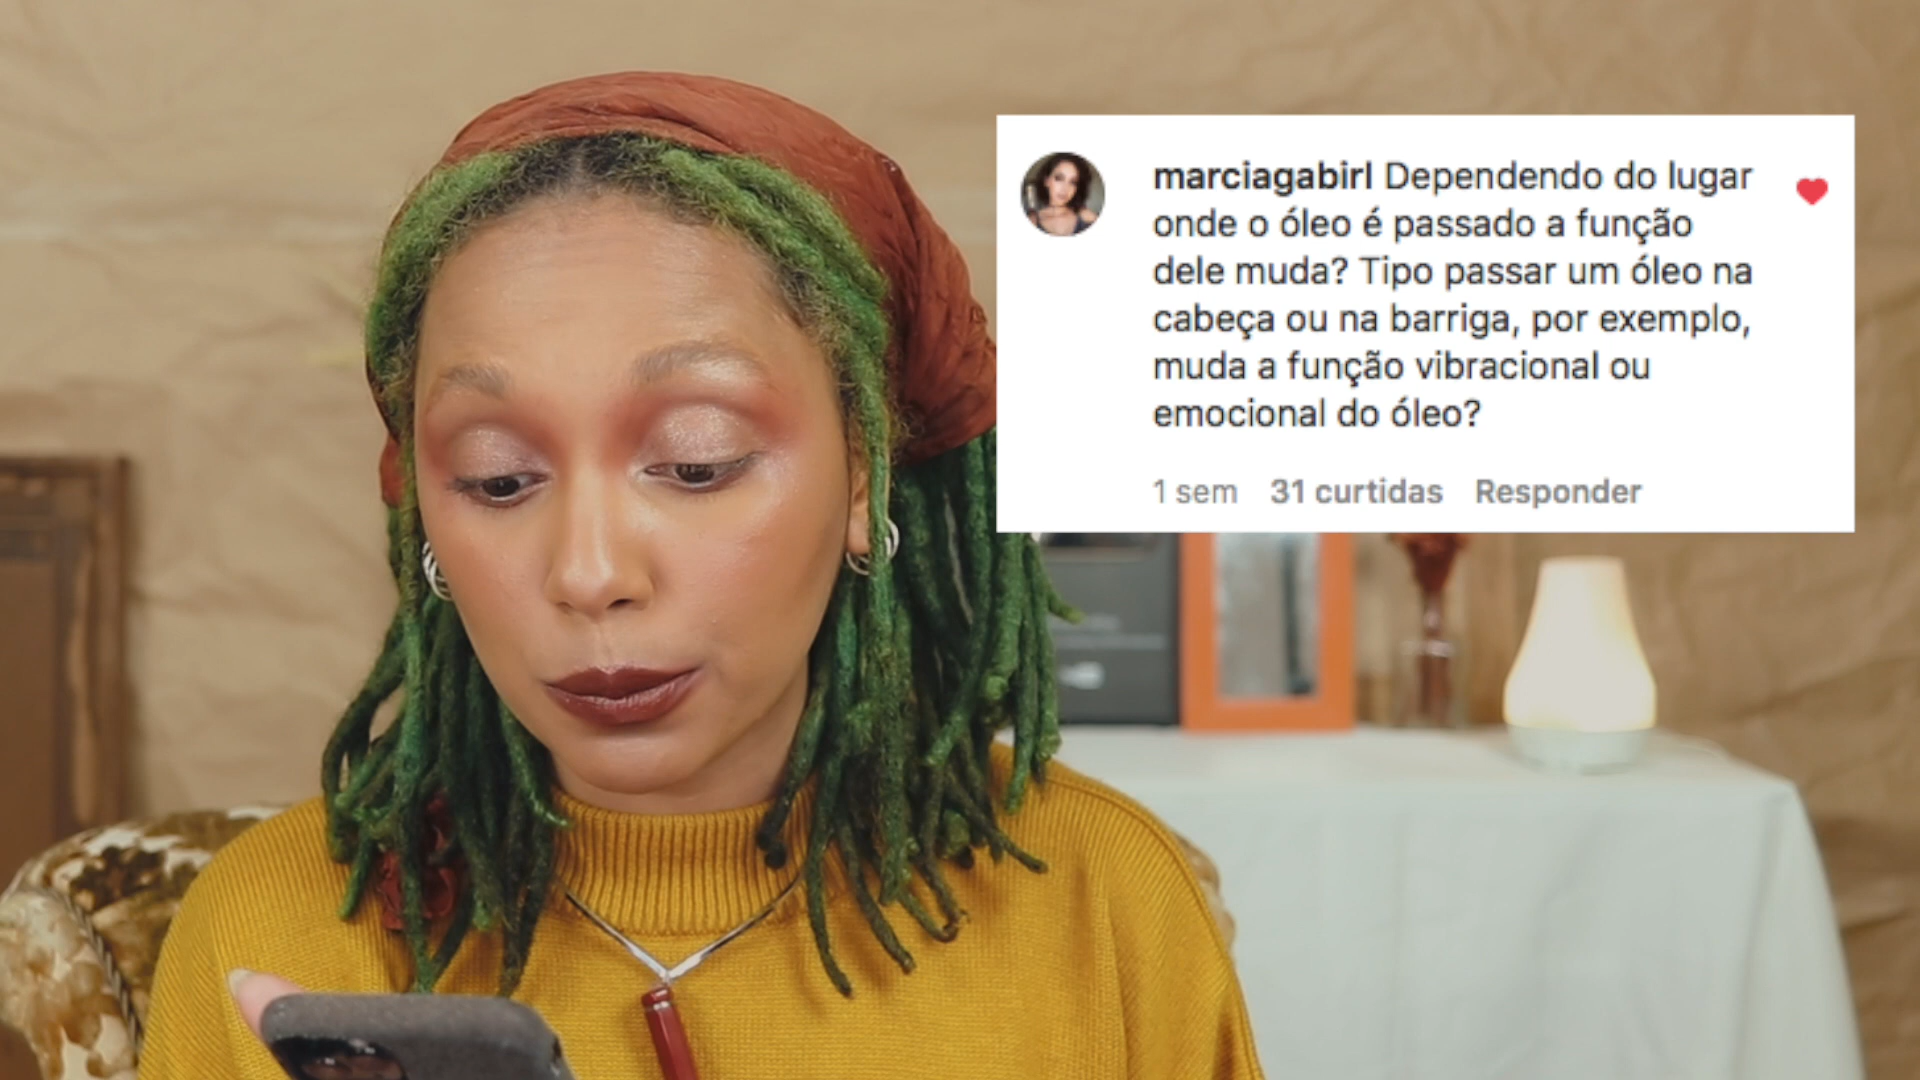 marciagabirl Dependendo do lugar
onde o óleo é passado a função
dele muda? Tipo passar um óleo na
cabeça ou na barriga, por exemplo,
muda a função vibracional ou
emocional do óleo?
1 sem 31 curtidas Responder